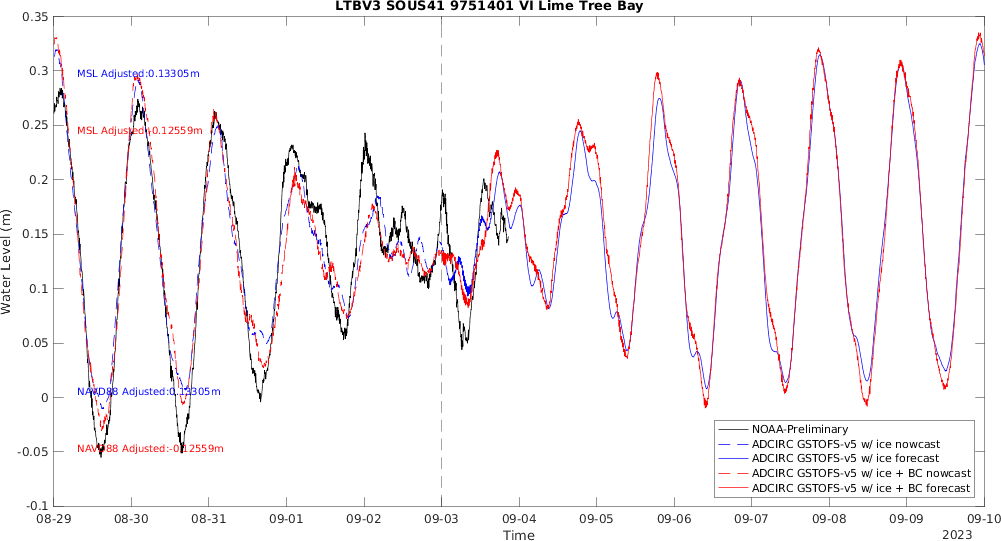 LTBV3 SOUS41 9751401 VI Lime Tree Bay
Water Level (m)
0.35
0.3
0.25
0.2
0.15
0.1
0.05
0
-0.05
-0.1
MSL Adjusted:0.13305m
MSL Adjusted:-0.12559m
NAVD88 Adjusted:0.13305m
NAVD88 Adjusted:-0.12559m
NOAA-Preliminary
ADCIRC GSTOFS-v5 w/ ice nowcast
ADCIRC GSTOFS-v5 w/ ice forecast
ADCIRC GSTOFS-v5 w/ ice + BC nowcast
ADCIRC GSTOFS-v5 w/ ice + BC forecast
08-29 08-30 08-31 09-01 09-02 09-03 09-04 09-05 09-06 09-07 09-08 09-09 09-10
Time
2023